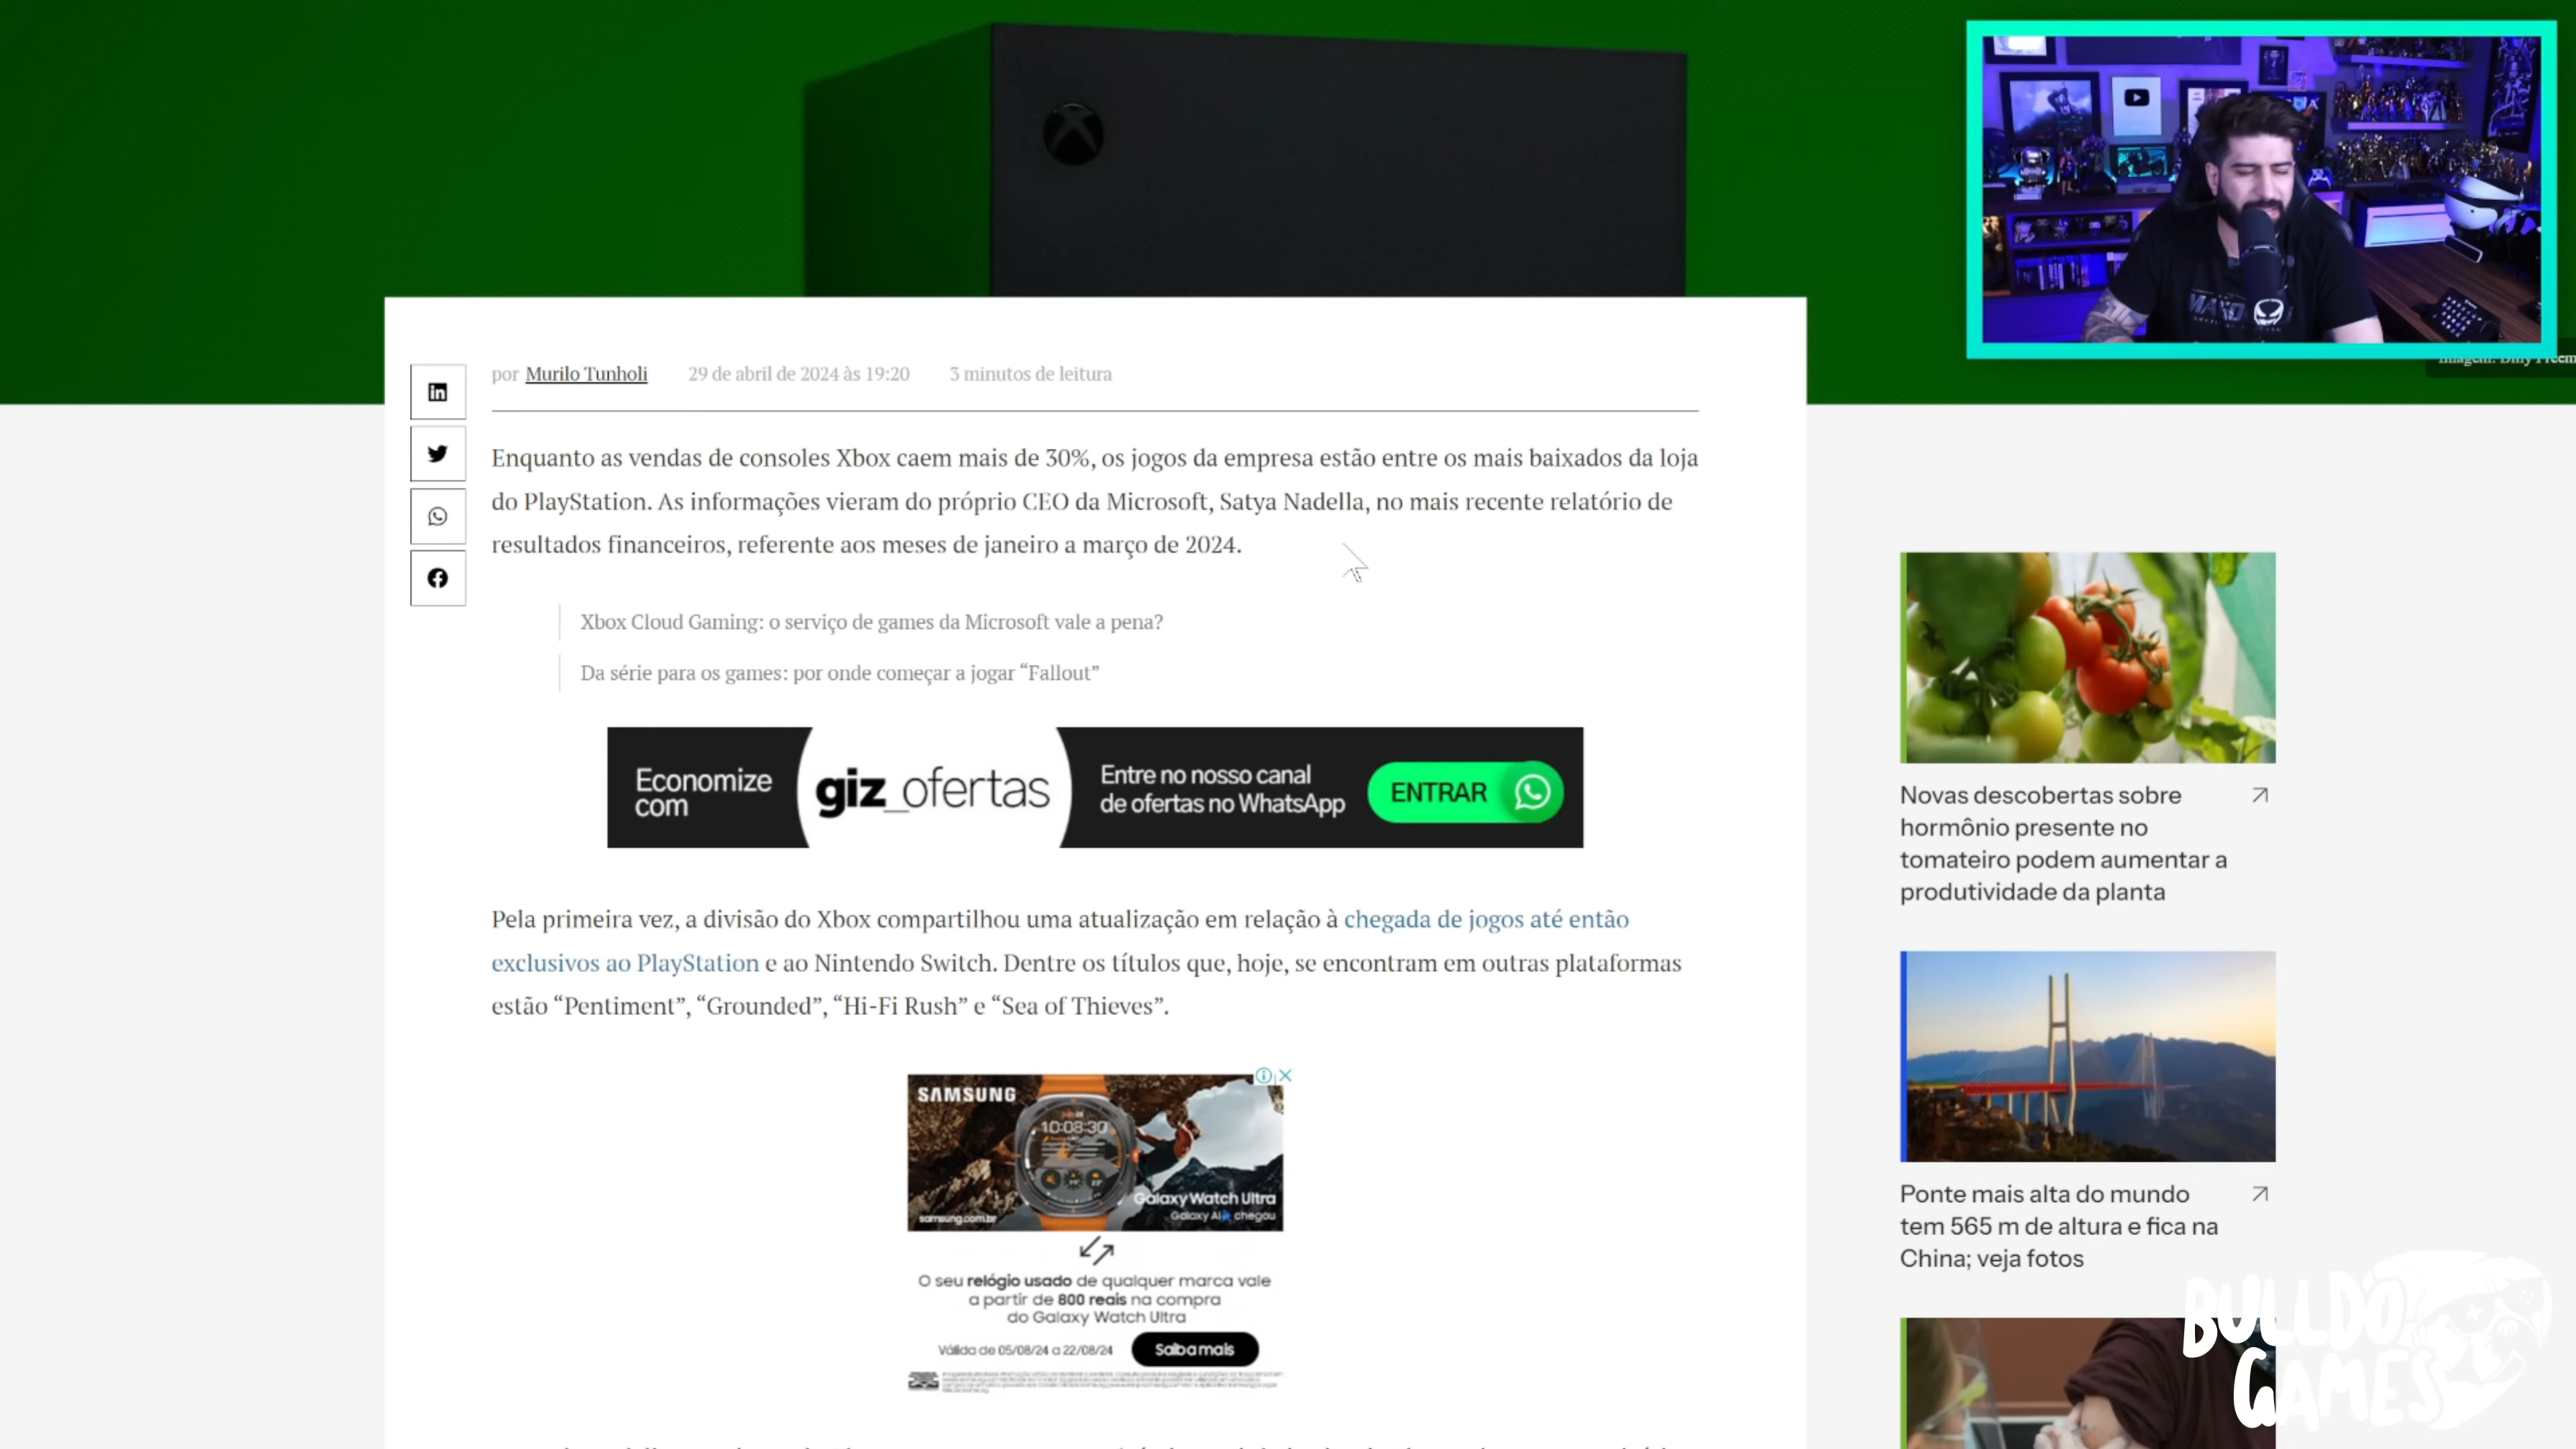 por Murilo Tunholi 29 de abril de 2024 às 19:20 3 minutos de leitura
Enquanto as vendas de consoles Xbox caem mais de 30%, os jogos da empresa estão entre os mais baixados da loja
do PlayStation. As informações vieram do próprio CEO da Microsoft, Satya Nadella, no mais recente relatório de
resultados financeiros, referente aos meses de janeiro a março de 2024.
Xbox Cloud Gaming: o serviço de games da Microsoft vale a pena?
Da série para os games: por onde começar a jogar “Fallout”
Economize
com
giz_ofertas
Entre no nosso canal
de ofertas no WhatsApp
ENTRAR
Pela primeira vez, a divisão do Xbox compartilhou uma atualização em relação à chegada de jogos até então
exclusivos ao PlayStation e ao Nintendo Switch. Dentre os títulos que, hoje, se encontram em outras plataformas
estão “Pentiment”, “Grounded”, “Hi-Fi Rush” e “Sea of Thieves”.
SAMSUNG
10:08:30
Galaxy Watch Ultra
Galaxy AI chegou
samsung.com.br
O seu relógio usado de qualquer marca vale
a partir de 800 reais na compra
do Galaxy Watch Ultra
Válida de 05/08/24 a 22/08/24
Saiba mais
Novas descobertas sobre
hormônio presente no
tomateiro podem aumentar a
produtividade da planta
Ponte mais alta do mundo
tem 565 m de altura e fica na
China; veja fotos
BULLDOG
GAMES